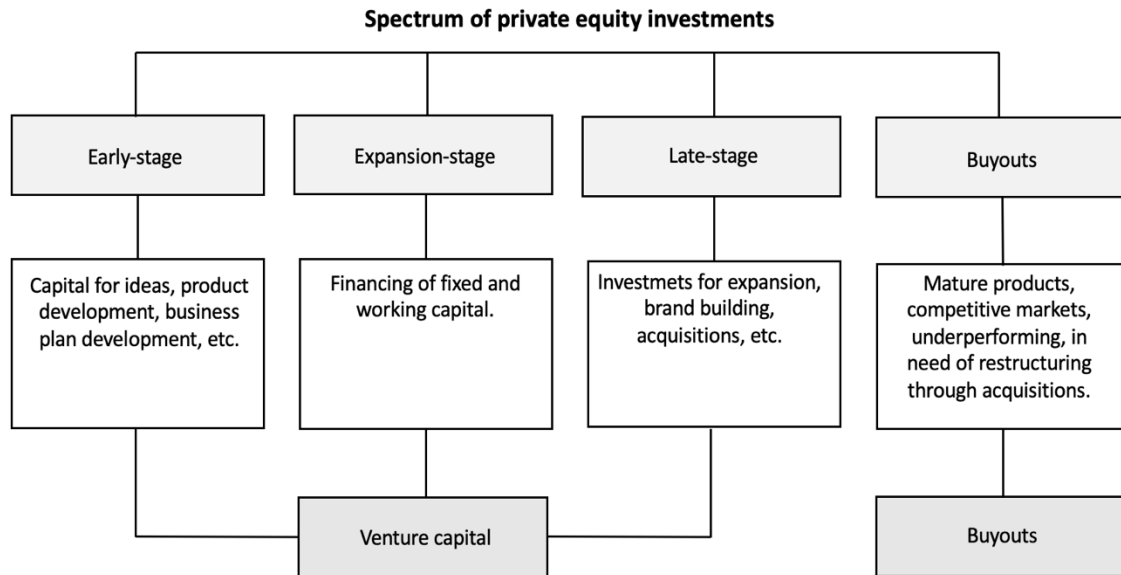 Spectrum of private equity investments
Early-stage
Expansion-stage
Late-stage
Buyouts
Capital for ideas, product
development, business
plan development, etc.
Financing of fixed and
working capital.
Investmets for expansion,
brand building,
acquisitions, etc.
Mature products,
competitive markets,
underperforming, in
need of restructuring
through acquisitions.
Venture capital
Buyouts